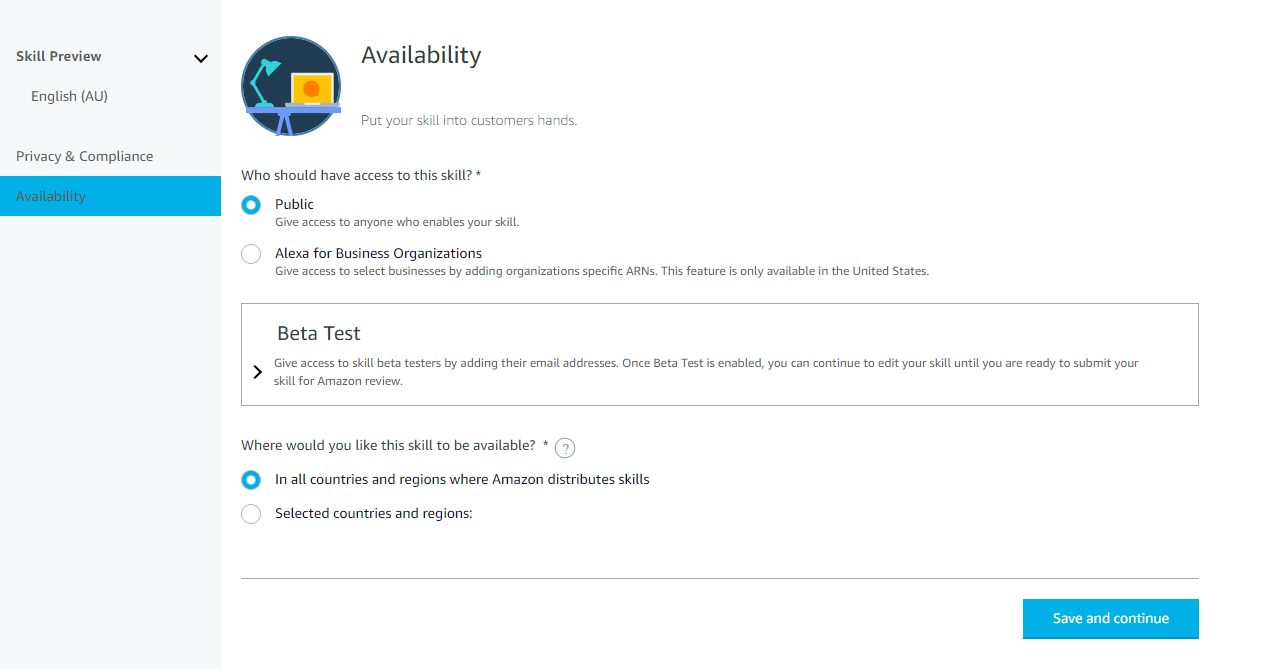 Skill Preview
English (AU)
Privacy & Compliance
Availability
Availability
Put your skill into customers hands.
Who should have access to this skill? *
Public
Give access to anyone who enables your skill.
Alexa for Business Organizations
Give access to select businesses by adding organizations specific ARNs. This feature is only available in the United States.
Beta Test
Give access to skill beta testers by adding their email addresses. Once Beta Test is enabled, you can continue to edit your skill until you are ready to submit your
skill for Amazon review.
Where would you like this skill to be available? * ?
In all countries and regions where Amazon distributes skills
Selected countries and regions:
Save and continue